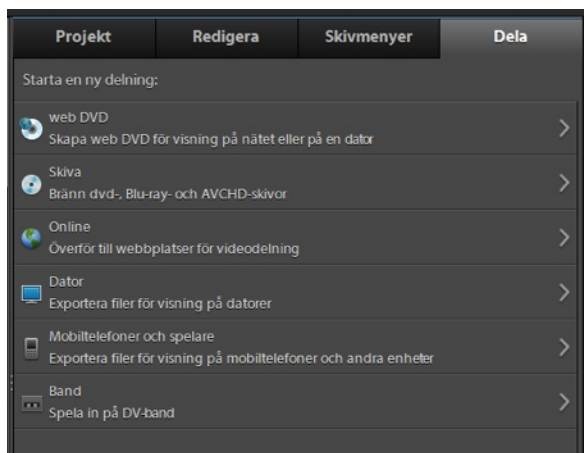 Projekt Redigera Skivmenyer Dela
Starta en ny delning:
web DVD
Skapa web DVD för visning på nätet eller på en dator
Skiva
Bränn dvd-, Blu-ray- och AVCHD-skivor
Online
Överför till webbplatser för videodelning
Dator
Exportera filer för visning på datorer
Mobiltelefoner och spelare
Exportera filer för visning på mobiltelefoner och andra enheter
Band
Spela in på DV-band